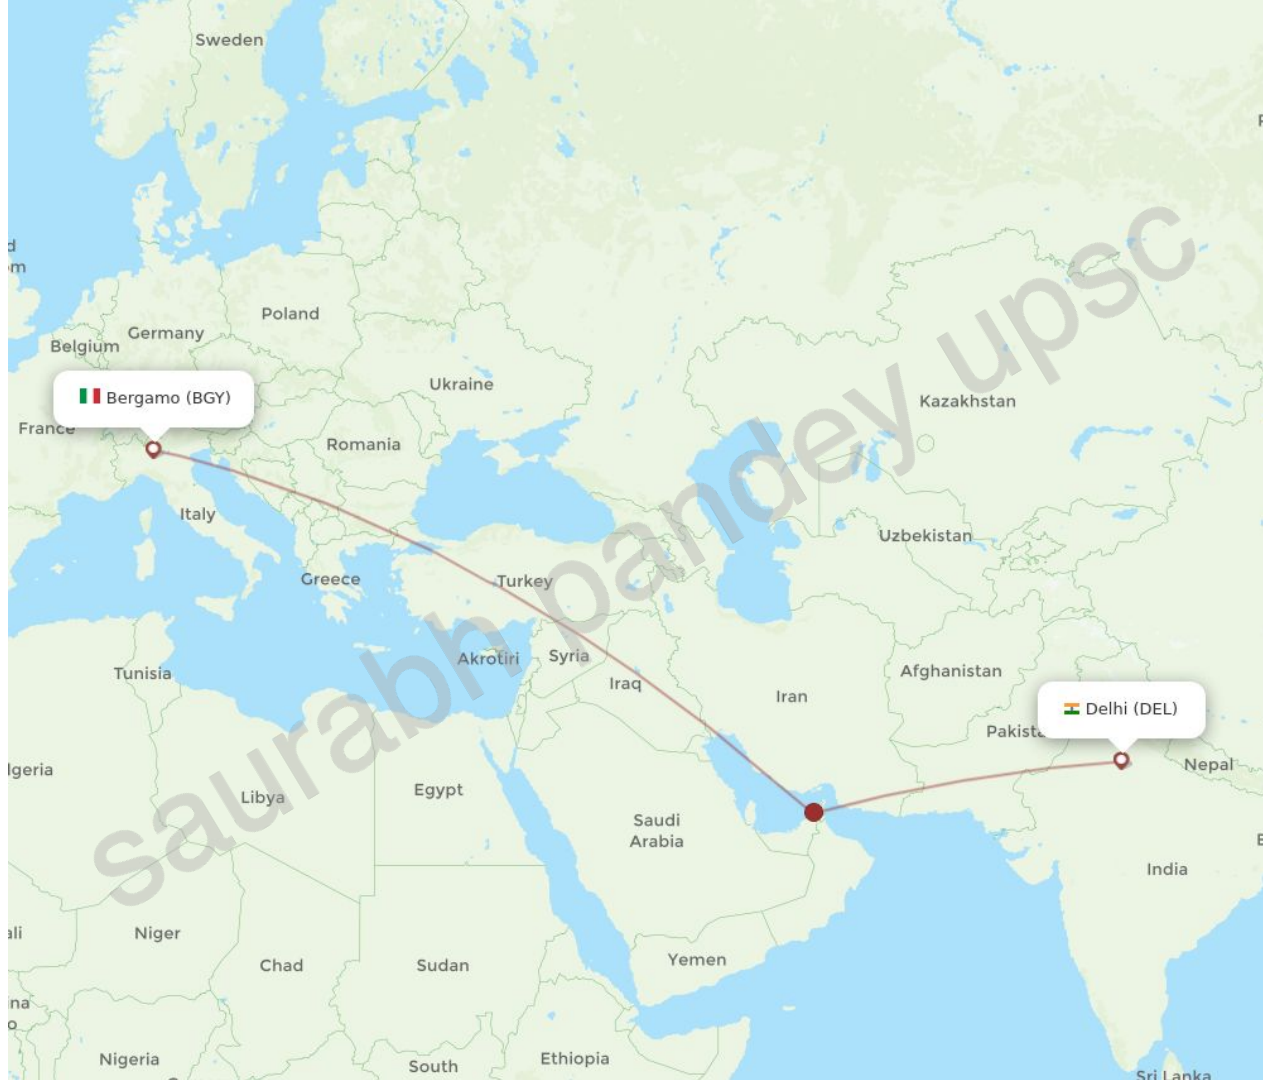 Sweden
Poland
Germany
Belgium
Bergamo (BGY)
Ukraine
Kazakhstan
France
Romania
Italy
Uzbekistan
Greece
Turkey
Akrotiri
Syria
Tunisia
Afghanistan
Iraq
Iran
Delhi (DEL)
Pakista
Nepal
lgeria
Egypt
Libya
Saudi
Arabia
India
ali
Niger
Yemen
Chad
Sudan
Nigeria
Ethiopia
South
Sri Lanka
saurabh pandey upsc